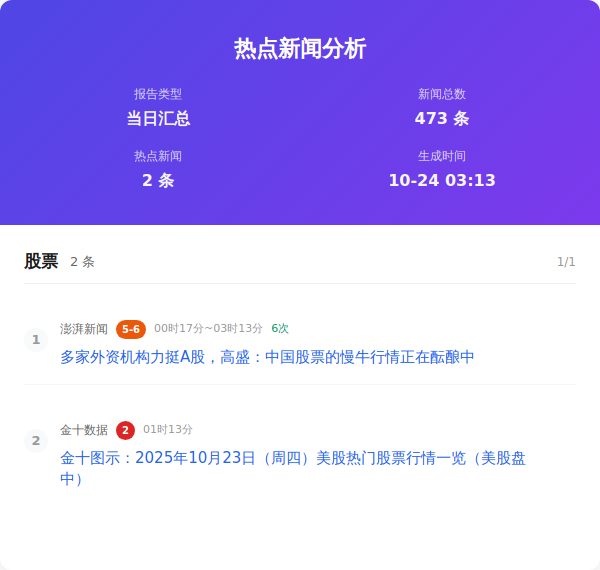 热点新闻分析
报告类型
当日汇总
新闻总数
473 条
热点新闻
2 条
生成时间
10-24 03:13
股票 2 条 1/1
1
澎湃新闻 5-6 00时17分~03时13分 6次
多家外资机构力挺A股，高盛：中国股票的慢牛行情正在酝酿中
2
金十数据 2 01时13分
金十图示：2025年10月23日（周四）美股热门股票行情一览（美股盘
中）